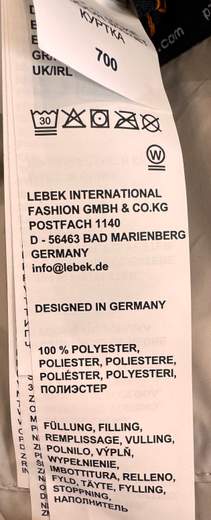 КУРТКА
700
UK/IRL
30
W
LEBEK INTERNATIONAL
FASHION GMBH & CO.KG
POSTFACH 1140
D - 56463 BAD MARIENBERG
GERMANY
info@lebek.de
DESIGNED IN GERMANY
100 % POLYESTER,
POLIESTER, POLIESTERE,
POLIÉSTER, POLYESTERI,
ПОЛИЭСТЕР
FÜLLUNG, FILLING,
REMPLISSAGE, VULLING,
POLNILO, VÝPLŇ,
WYPEŁNIENIE,
IMBOTTITURA, RELLENO,
FYLD, TÄYTE, FYLLING,
STOPPNING,
НАПОЛНИТЕЛЬ